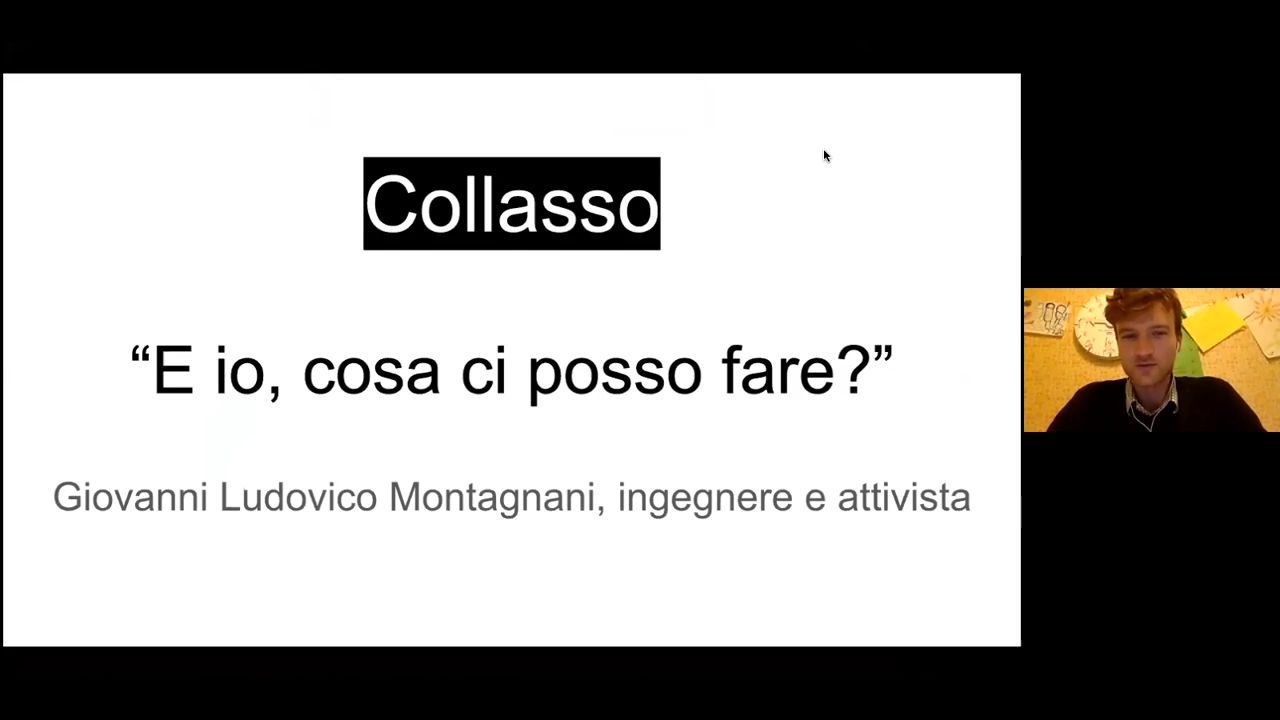 Collasso
“E io, cosa ci posso fare?”
Giovanni Ludovico Montagnani, ingegnere e attivista